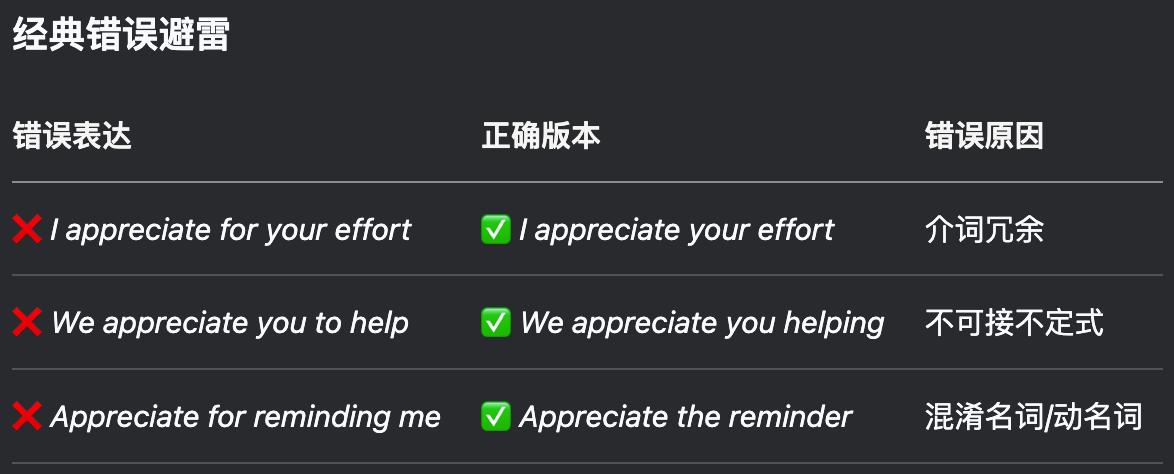 经典错误避雷
错误表达 正确版本 错误原因
❌ I appreciate for your effort ✅ I appreciate your effort 介词冗余
❌ We appreciate you to help ✅ We appreciate you helping 不可接不定式
❌ Appreciate for reminding me ✅ Appreciate the reminder 混淆名词/动名词